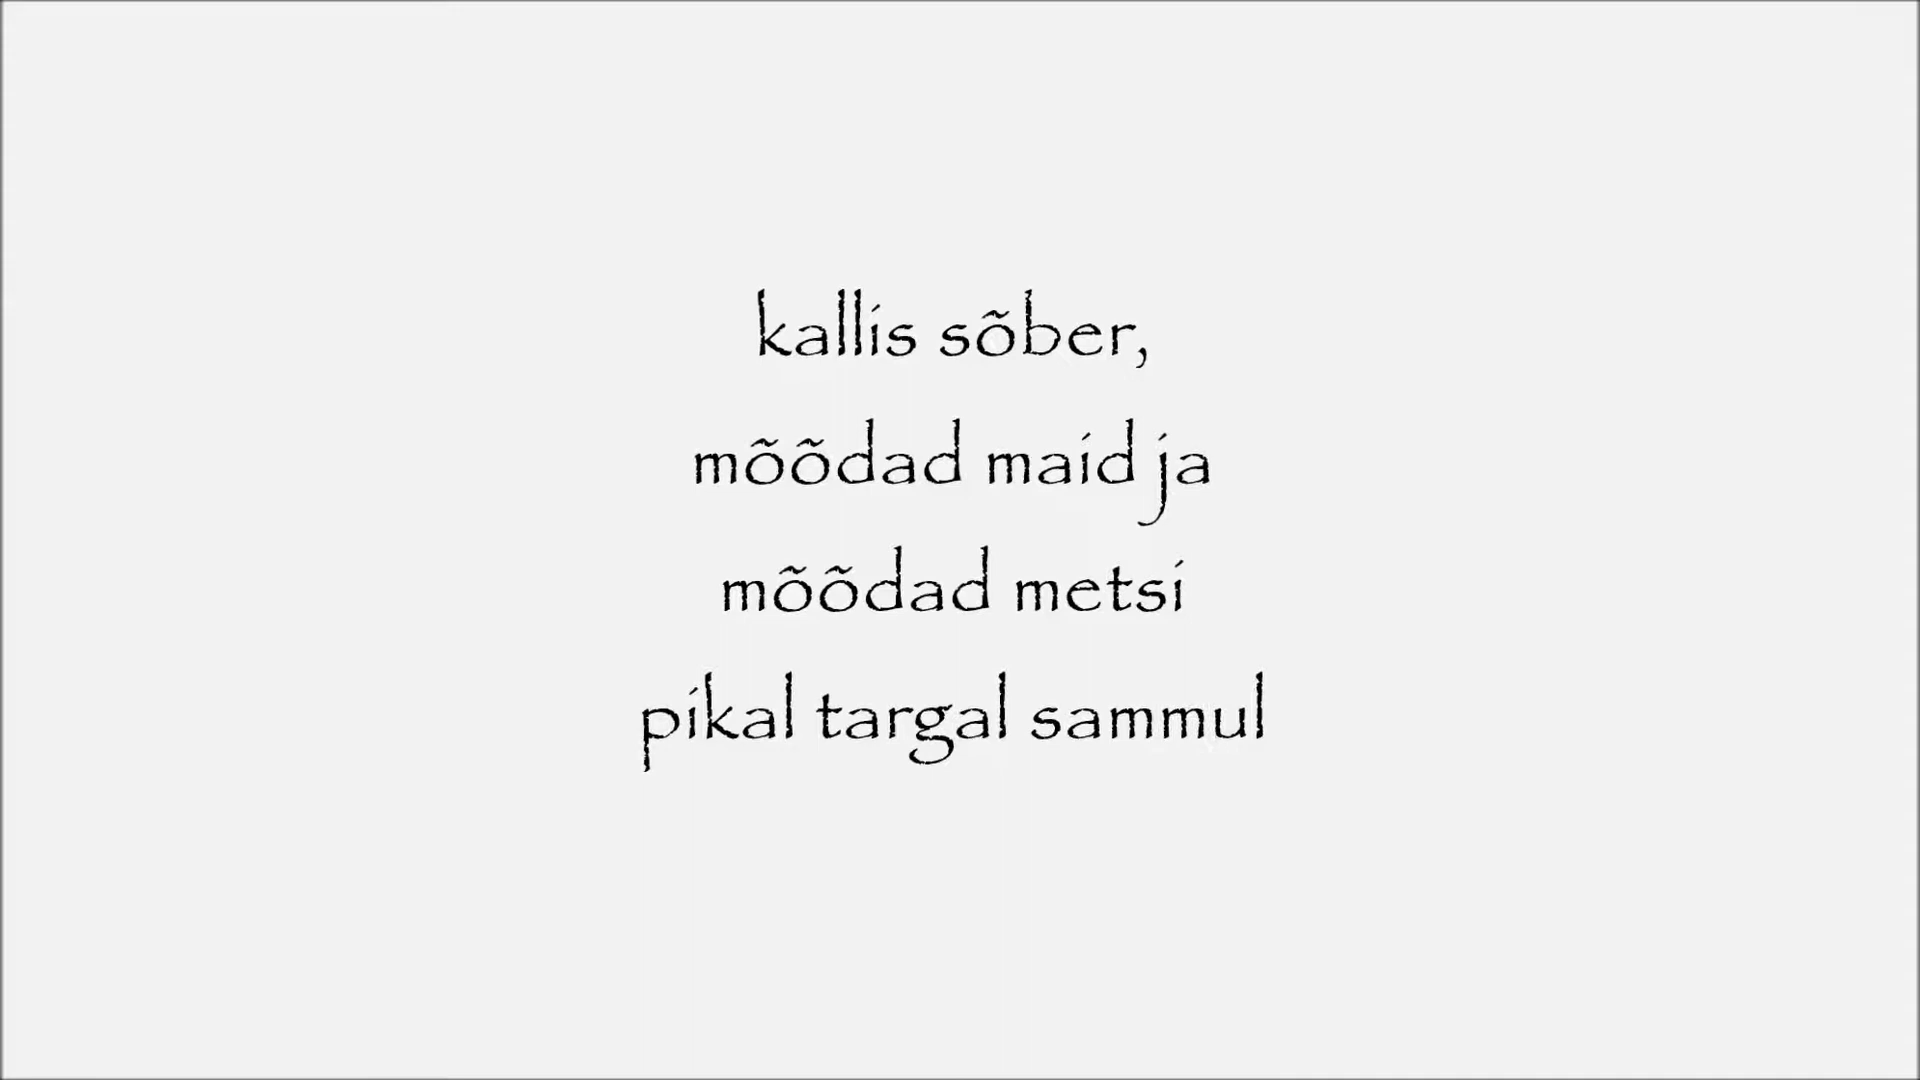 kallis sõber,
mõõdad maid ja
mõõdad metsi
pikal targal sammul